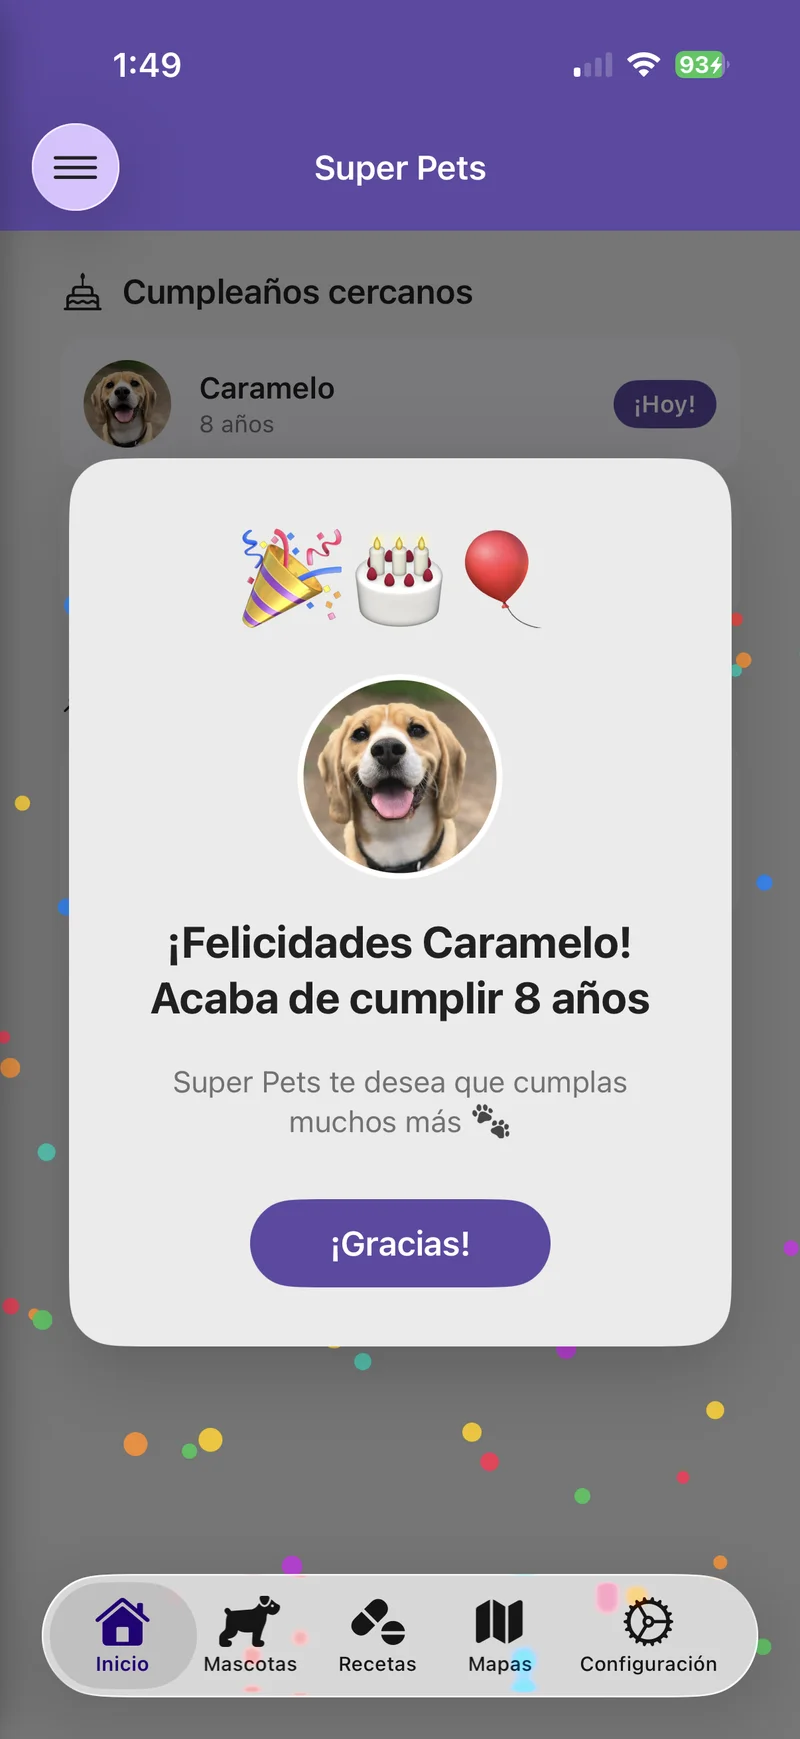 1:49
93
Super Pets
Cumpleaños cercanos
Caramelo
¡Hoy!
8 años
¡Felicidades Caramelo!
Acaba de cumplir 8 años
Super Pets te desea que cumplas
muchos más 🐾
¡Gracias!
Inicio
Mascotas
Recetas
Mapas
Configuración